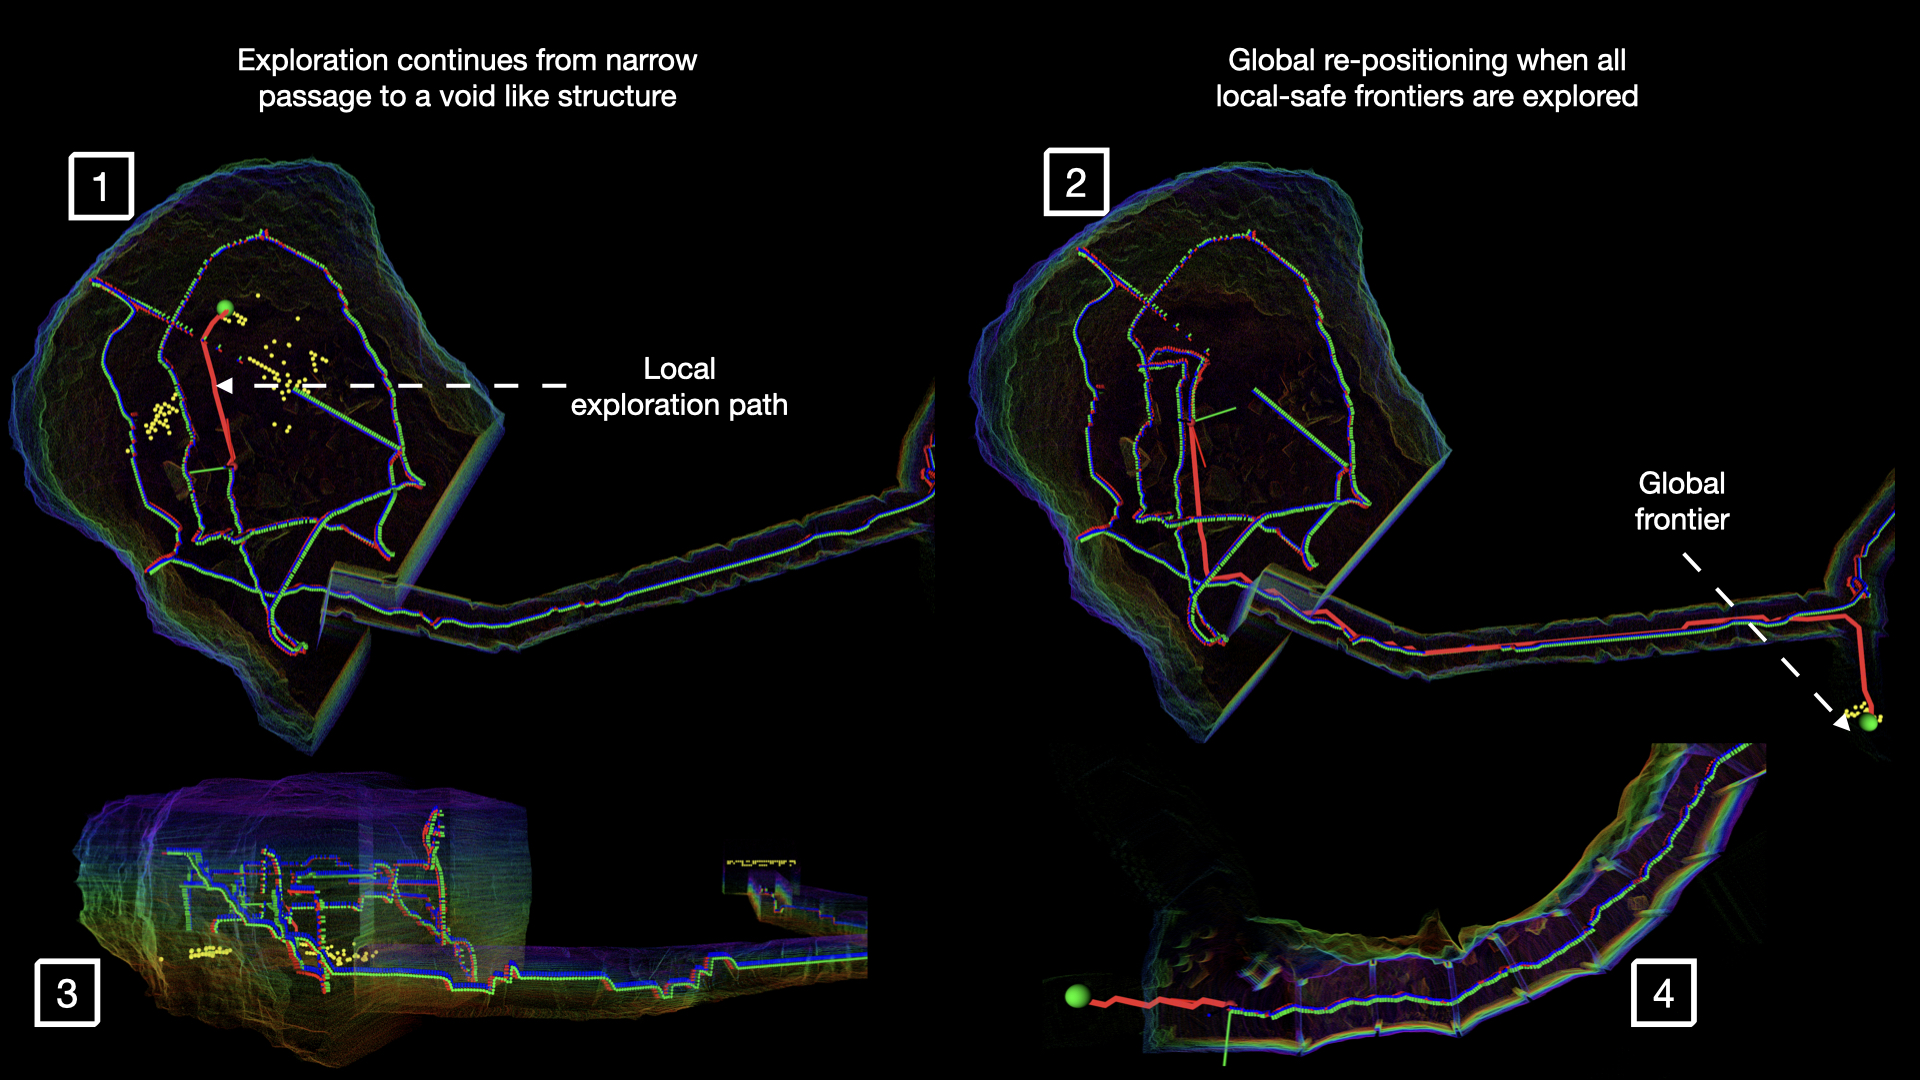 Exploration continues from narrow
passage to a void like structure
Global re-positioning when all
local-safe frontiers are explored
1
2
Local
exploration path
Global
frontier
3
4